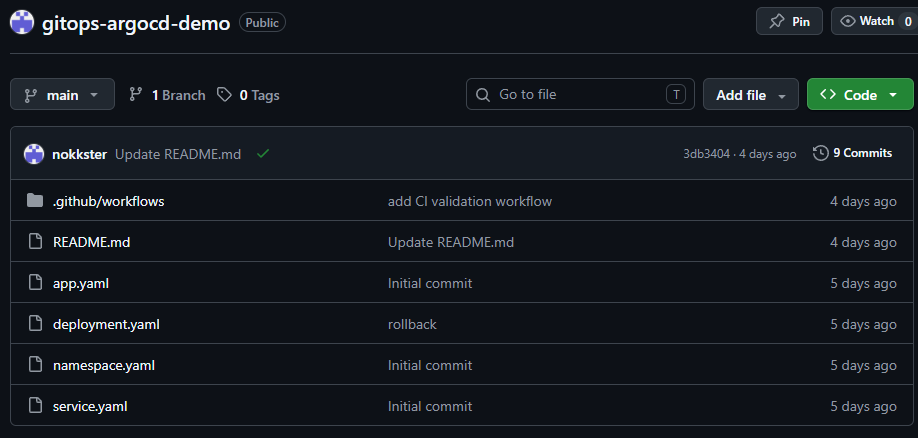 gitops-argocd-demo Public Pin Watch 0
main 1 Branch 0 Tags Go to file T Add file Code
nokkster Update README.md 3db3404 · 4 days ago 9 Commits
.github/workflows add CI validation workflow 4 days ago
README.md Update README.md 4 days ago
app.yaml Initial commit 5 days ago
deployment.yaml rollback 5 days ago
namespace.yaml Initial commit 5 days ago
service.yaml Initial commit 5 days ago